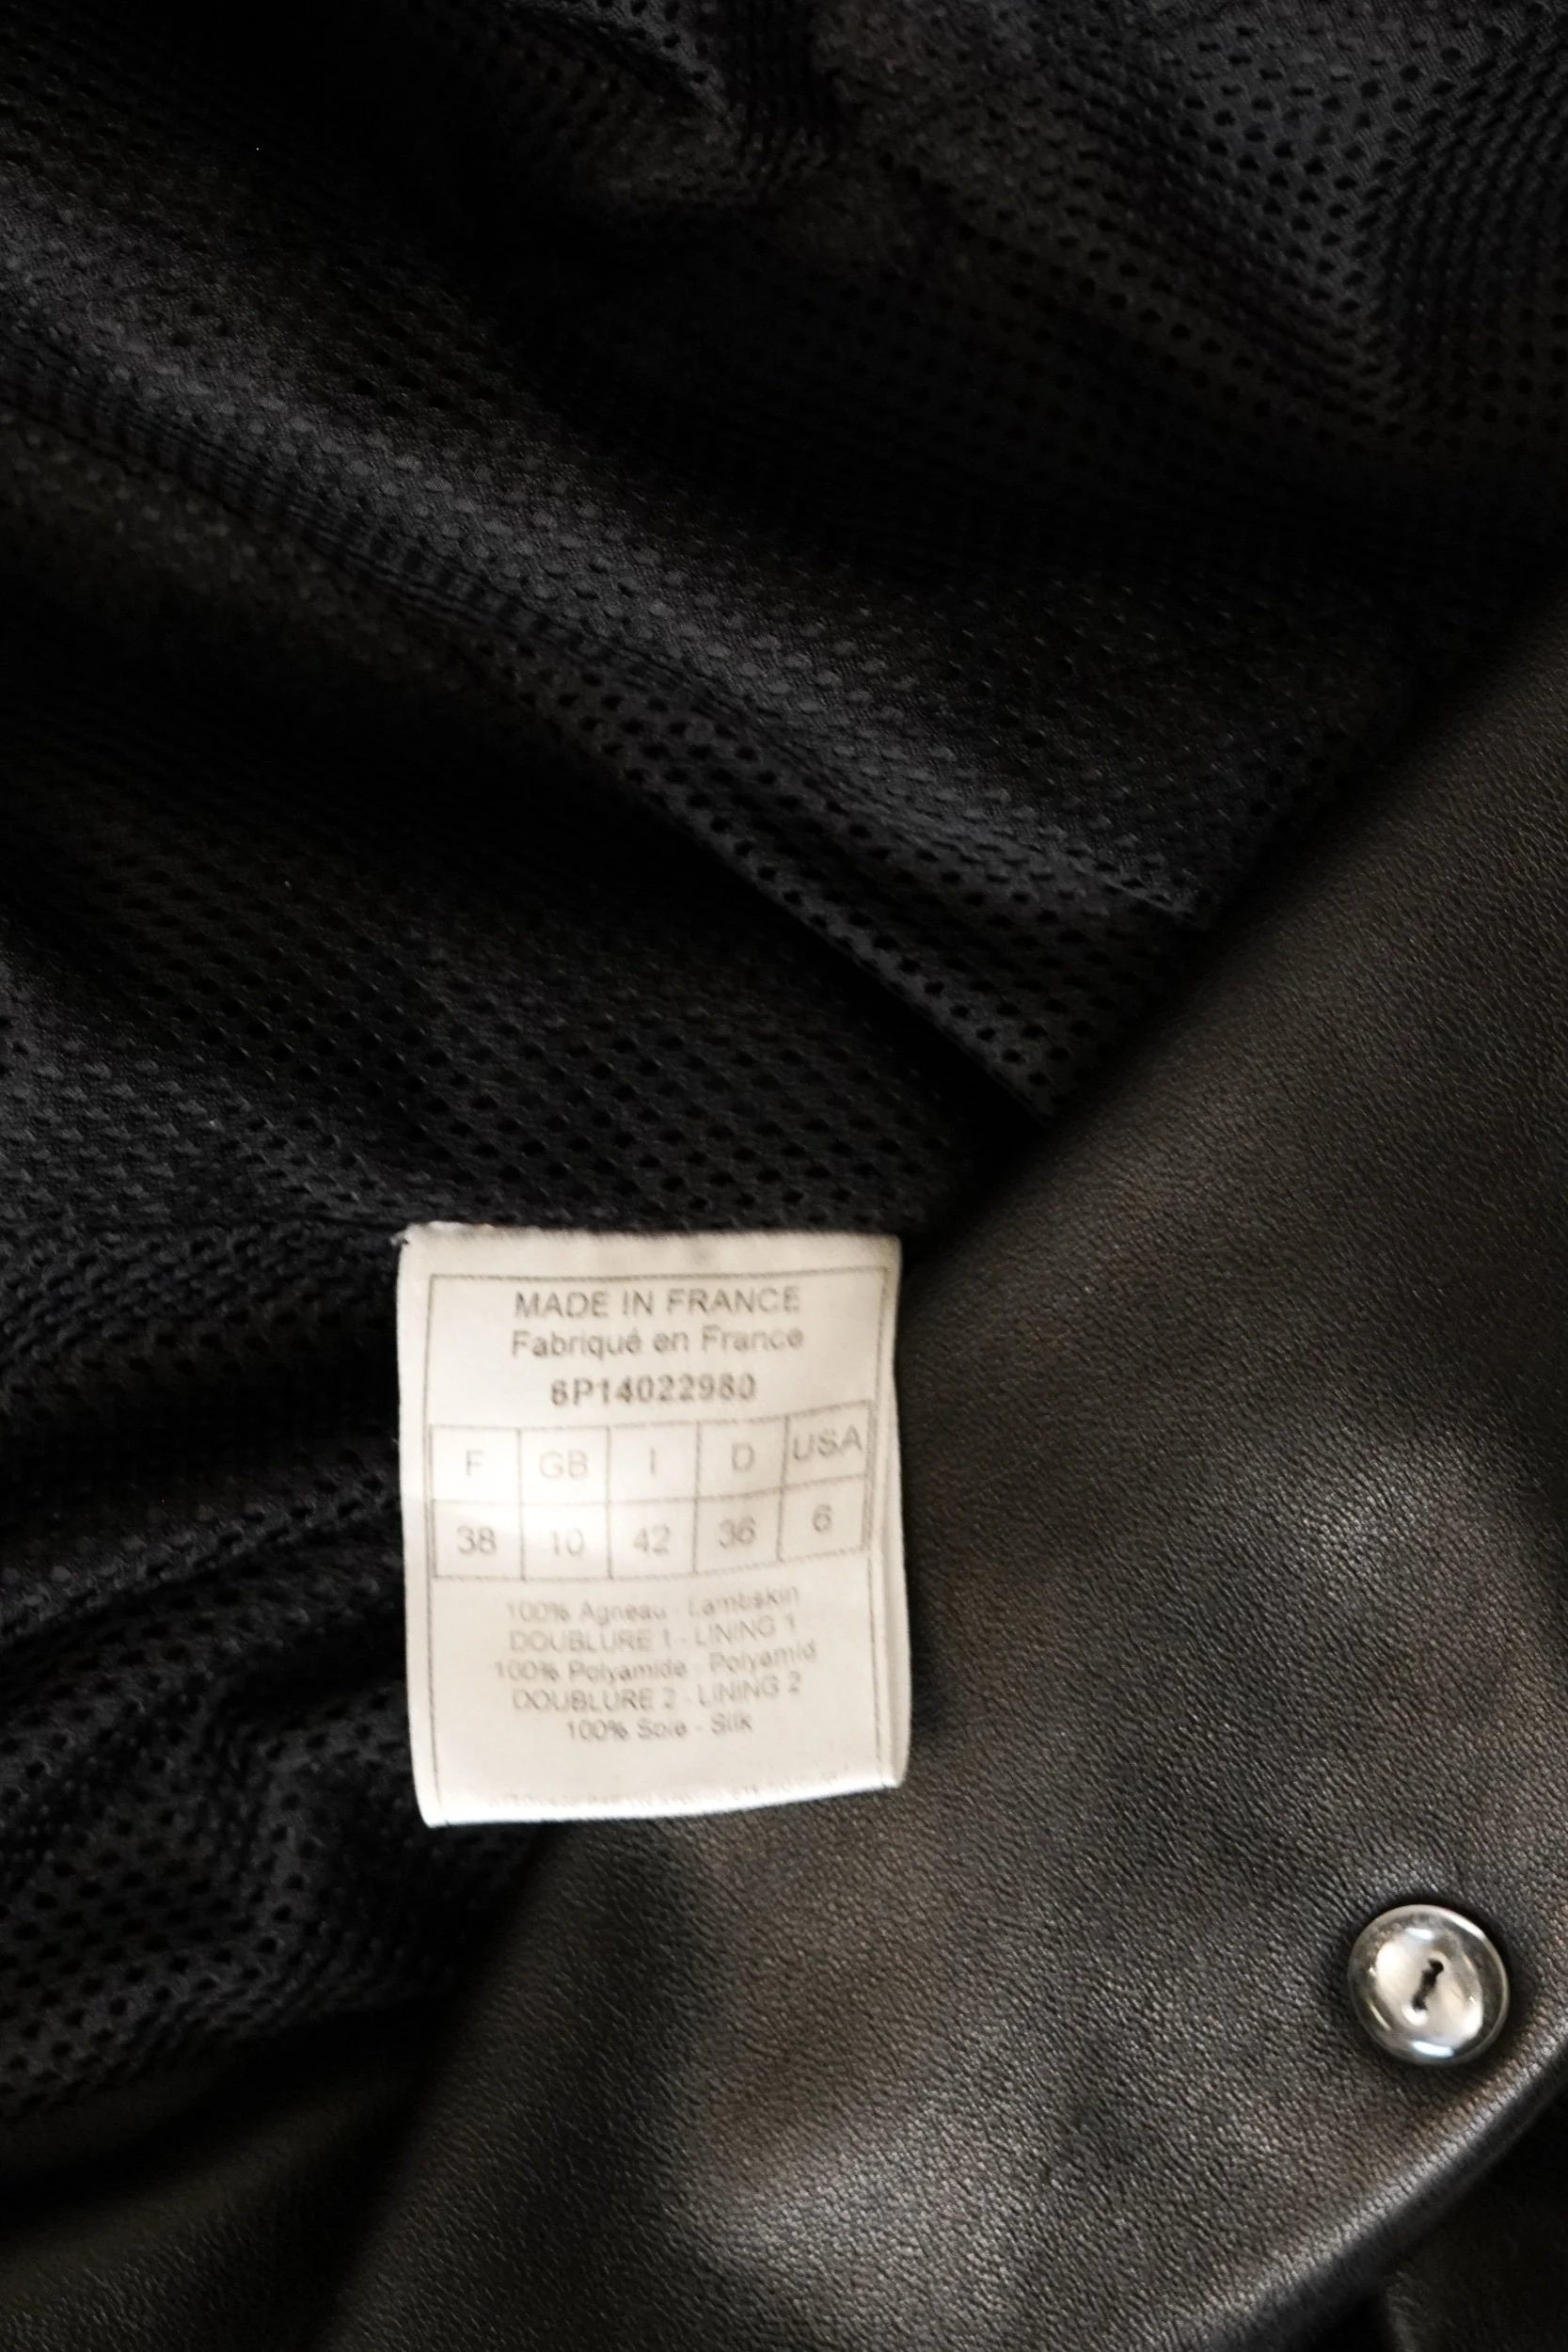 MADE IN FRANCE
Fabriqué en France
6P14022980
F GB I D USA
38 10 42 36 6
100% Agneau - Lambskin
DOUBLURE 1 - LINING 1
100% Polyamide - Polyamid
DOUBLURE 2 - LINING 2
100% Soie - Silk